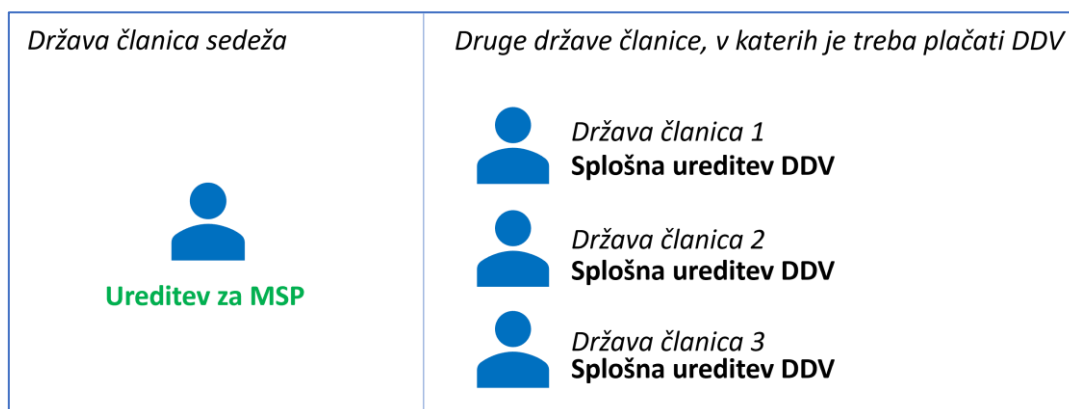 Država članica sedeža
Ureditev za MSP
Druge države članice, v katerih je treba plačati DDV
Država članica 1
Splošna ureditev DDV
Država članica 2
Splošna ureditev DDV
Država članica 3
Splošna ureditev DDV